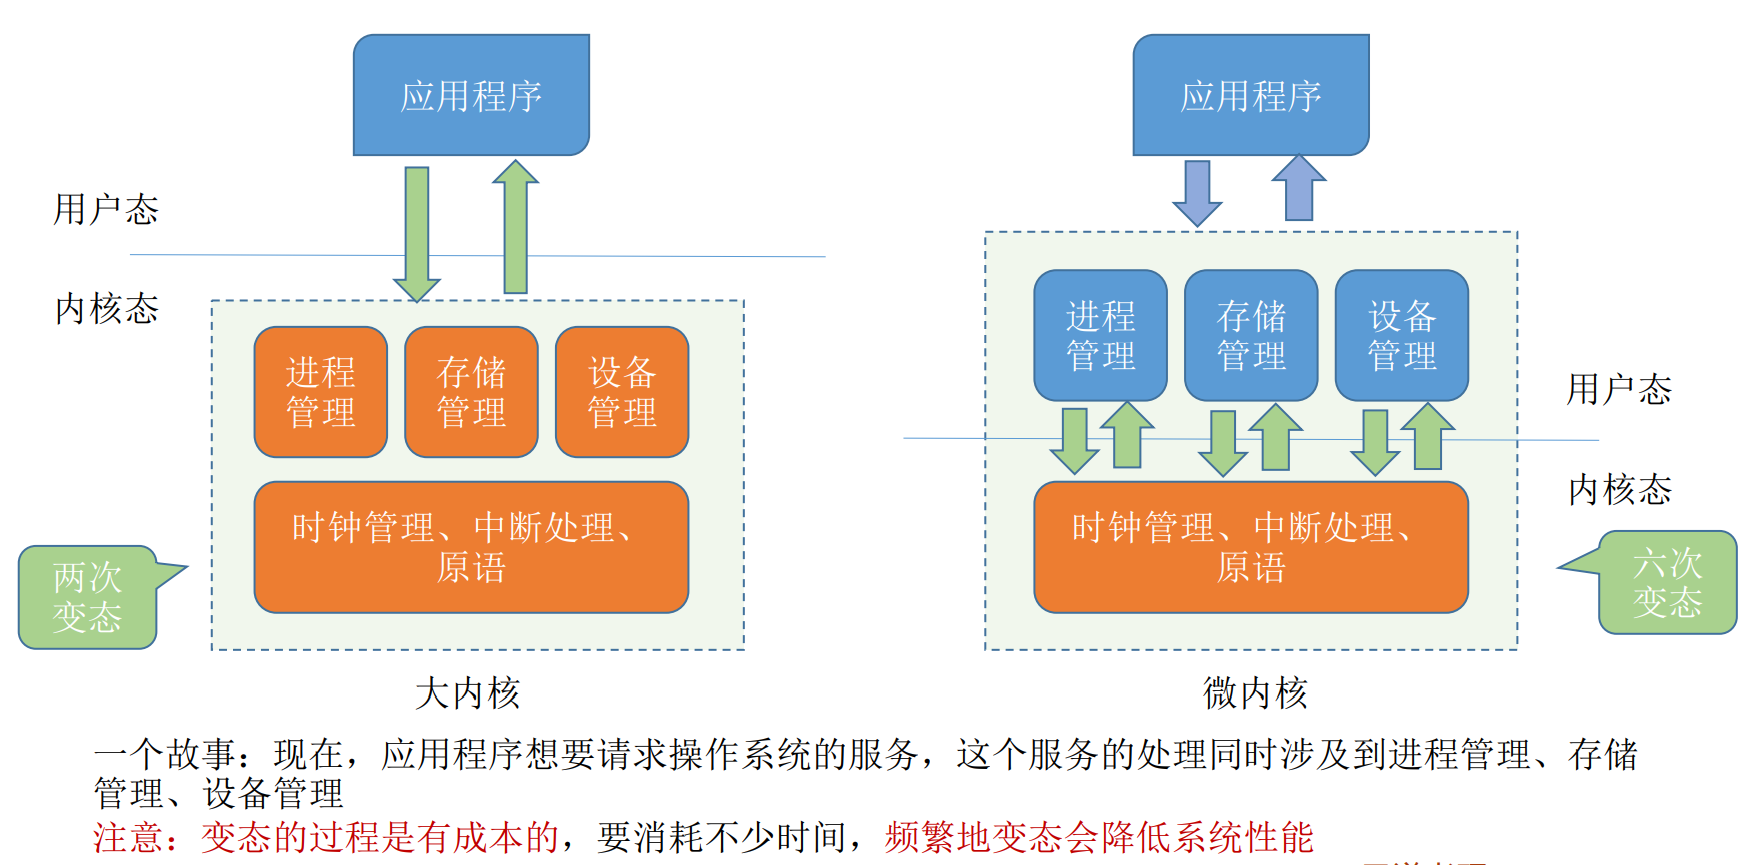 应用程序
用户态
内核态
进程
管理
存储
管理
设备
管理
时钟管理、中断处理、
原语
两次
变态
大内核
应用程序
进程
管理
存储
管理
设备
管理
用户态
内核态
时钟管理、中断处理、
原语
六次
变态
微内核
一个故事：现在，应用程序想要请求操作系统的服务，这个服务的处理同时涉及到进程管理、存储
管理、设备管理
注意：变态的过程是有成本的，要消耗不少时间，频繁地变态会降低系统性能